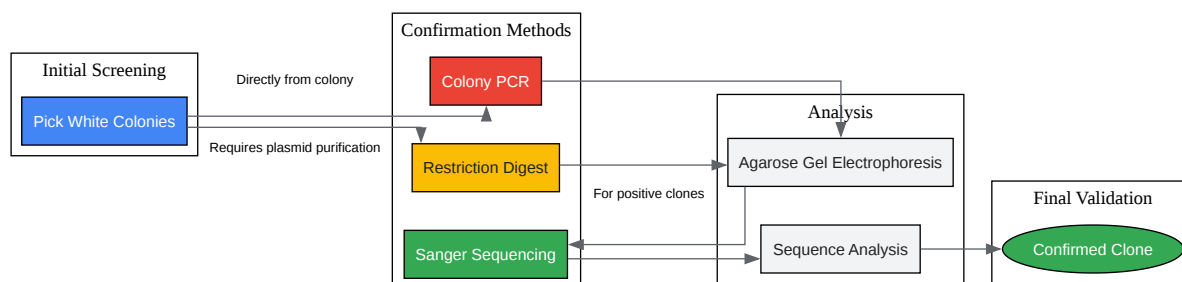 Initial Screening
Pick White Colonies
Directly from colony
Requires plasmid purification
Confirmation Methods
Colony PCR
Restriction Digest
Sanger Sequencing
For positive clones
Analysis
Agarose Gel Electrophoresis
Sequence Analysis
Final Validation
Confirmed Clone